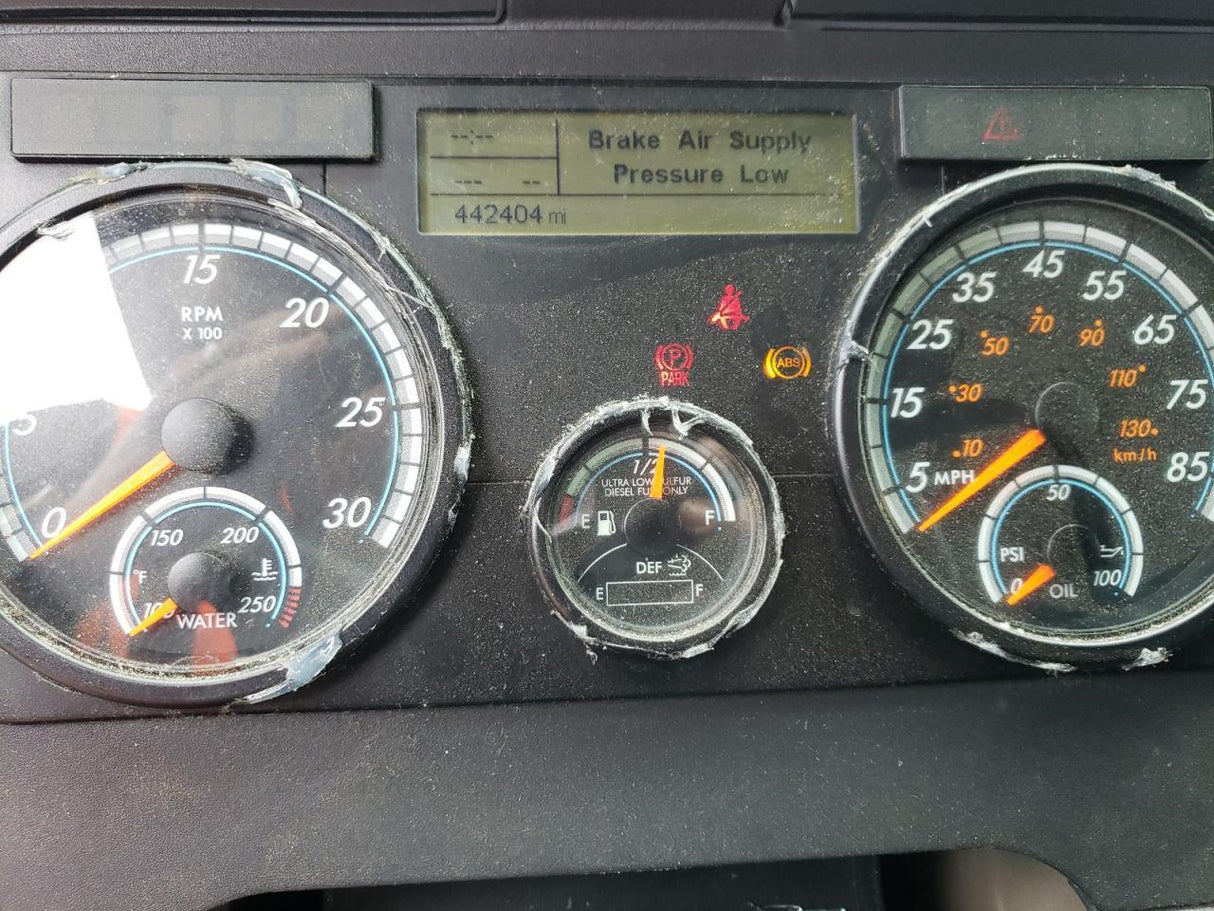 --:--
Brake Air Supply
Pressure Low
--- --
442404 mi
15
RPM
X 100
20
25
30
5
0
150
200
°F
E
100
250
WATER
P
PARK
ABS
1/2
ULTRA LOW SULFUR
DIESEL FUEL ONLY
E
F
DEF
E
F
5
15
25
35
45
55
65
75
85
MPH
10
30
50
70
90
110
130
km/h
50
PSI
0
100
OIL